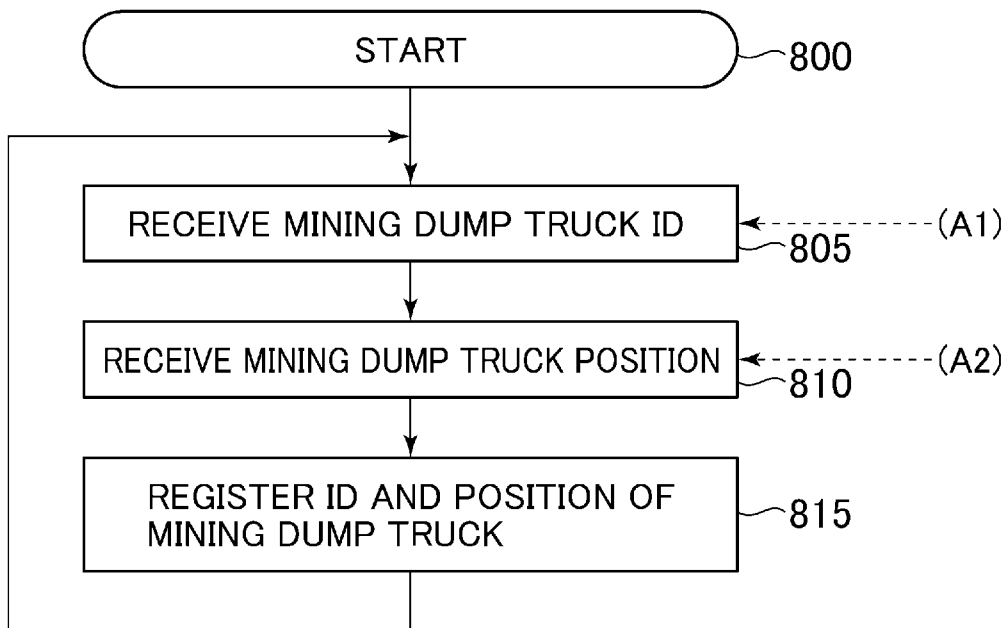 START
800
RECEIVE MINING DUMP TRUCK ID
(A1)
805
RECEIVE MINING DUMP TRUCK POSITION
(A2)
810
REGISTER ID AND POSITION OF
MINING DUMP TRUCK
815